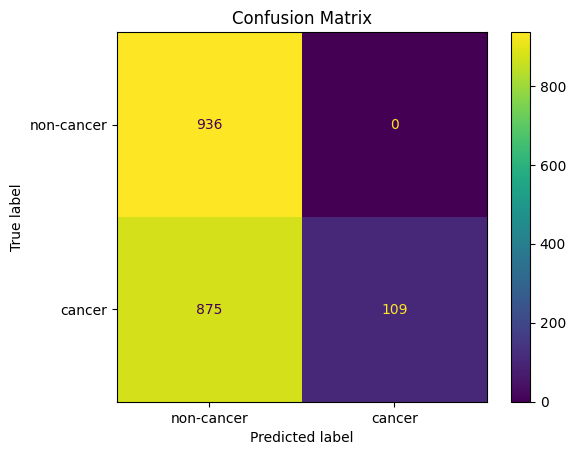 Confusion Matrix
non-cancer
936
0
cancer
875
109
True label
non-cancer
cancer
Predicted label
800
600
400
200
0